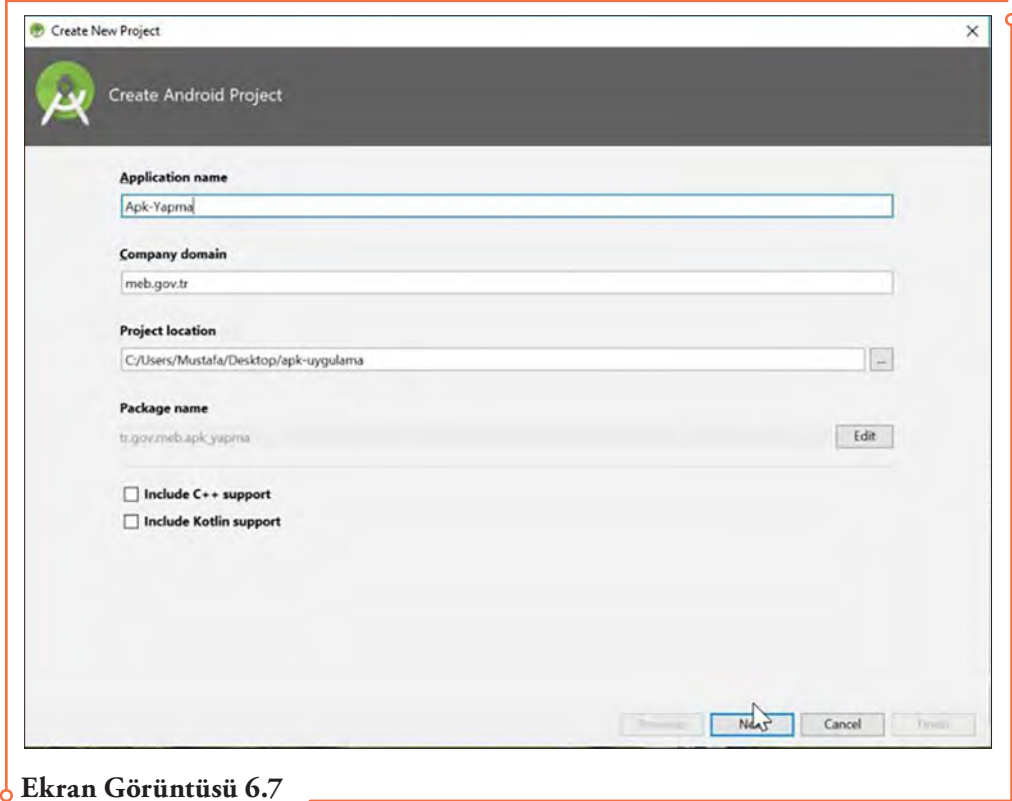 Create New Project
Create Android Project
Application name
Apk-Yapma
Company domain
meb.gov.tr
Project location
C:/Users/Mustafa/Desktop/apk-uygulama
...
Package name
tr.gov.meb.apk_yapma
Edit
Include C++ support
Include Kotlin support
Cancel
Ekran Görüntüsü 6.7